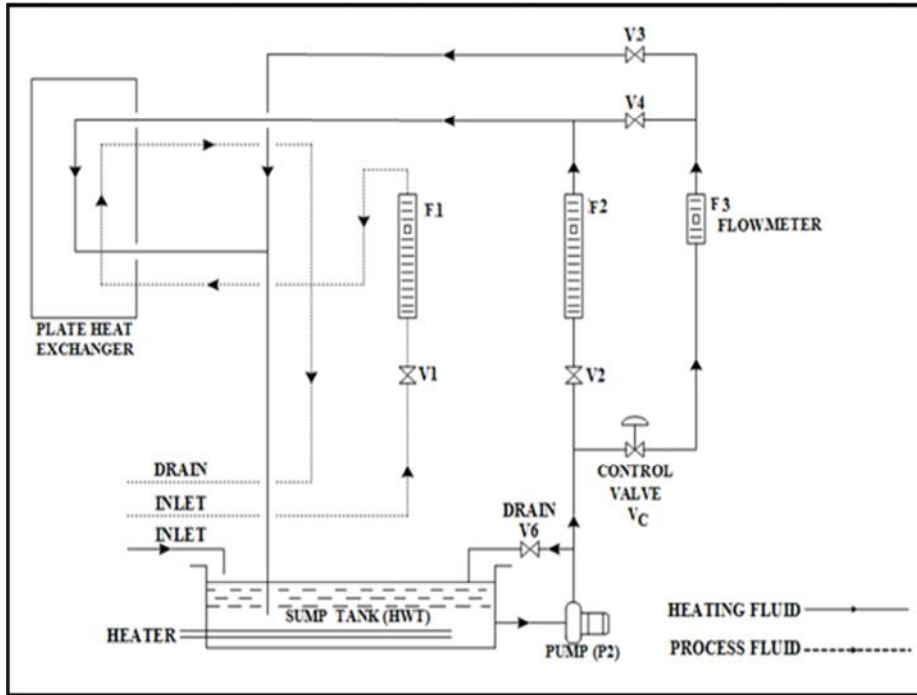 V3
V4
F1
F2
F3
FLOWMETER
PLATE HEAT
EXCHANGER
V1
V2
DRAIN
INLET
INLET
CONTROL
VALVE
VC
DRAIN
V6
SUMP TANK (HWT)
HEATER
PUMP (P2)
HEATING FLUID
PROCESS FLUID